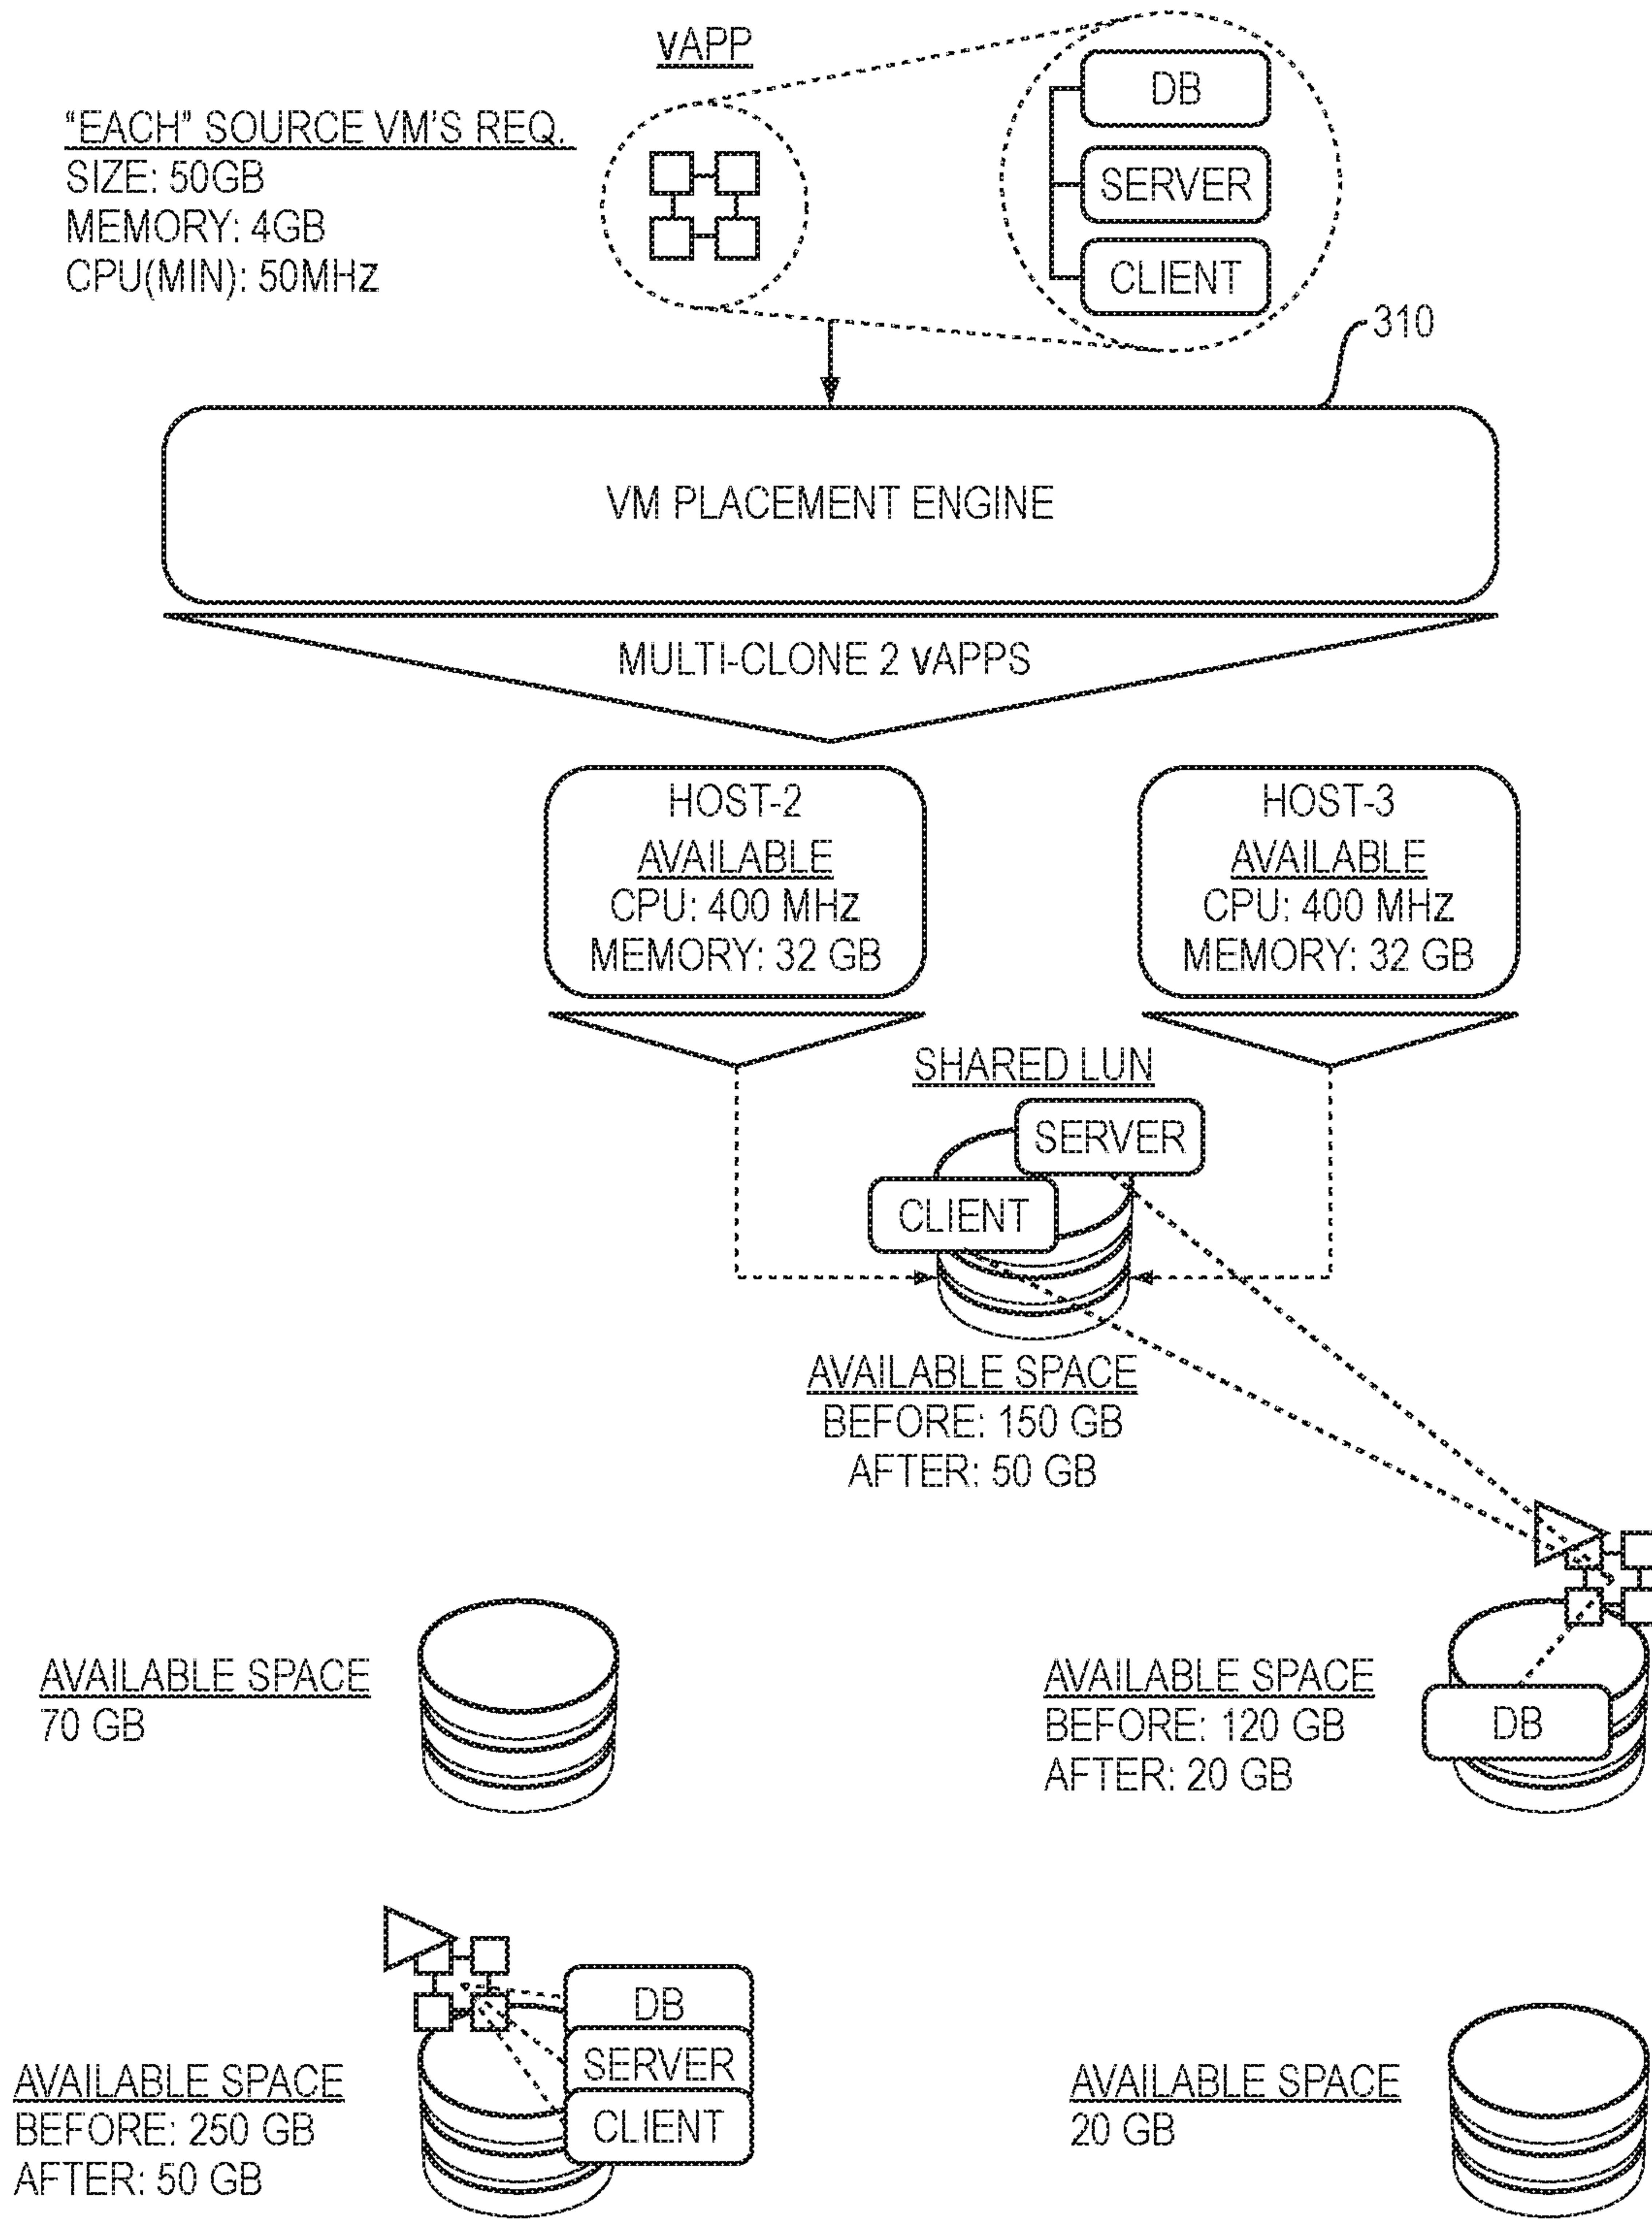 vAPP
"EACH" SOURCE VM'S REQ.
SIZE: 50GB
MEMORY: 4GB
CPU(MIN): 50MHz
DB
SERVER
CLIENT
310
VM PLACEMENT ENGINE
MULTI-CLONE 2 vAPPS
HOST-2
AVAILABLE
CPU: 400 MHz
MEMORY: 32 GB
HOST-3
AVAILABLE
CPU: 400 MHz
MEMORY: 32 GB
SHARED LUN
SERVER
CLIENT
AVAILABLE SPACE
BEFORE: 150 GB
AFTER: 50 GB
AVAILABLE SPACE
70 GB
AVAILABLE SPACE
BEFORE: 120 GB
AFTER: 20 GB
DB
AVAILABLE SPACE
BEFORE: 250 GB
AFTER: 50 GB
DB
SERVER
CLIENT
AVAILABLE SPACE
20 GB